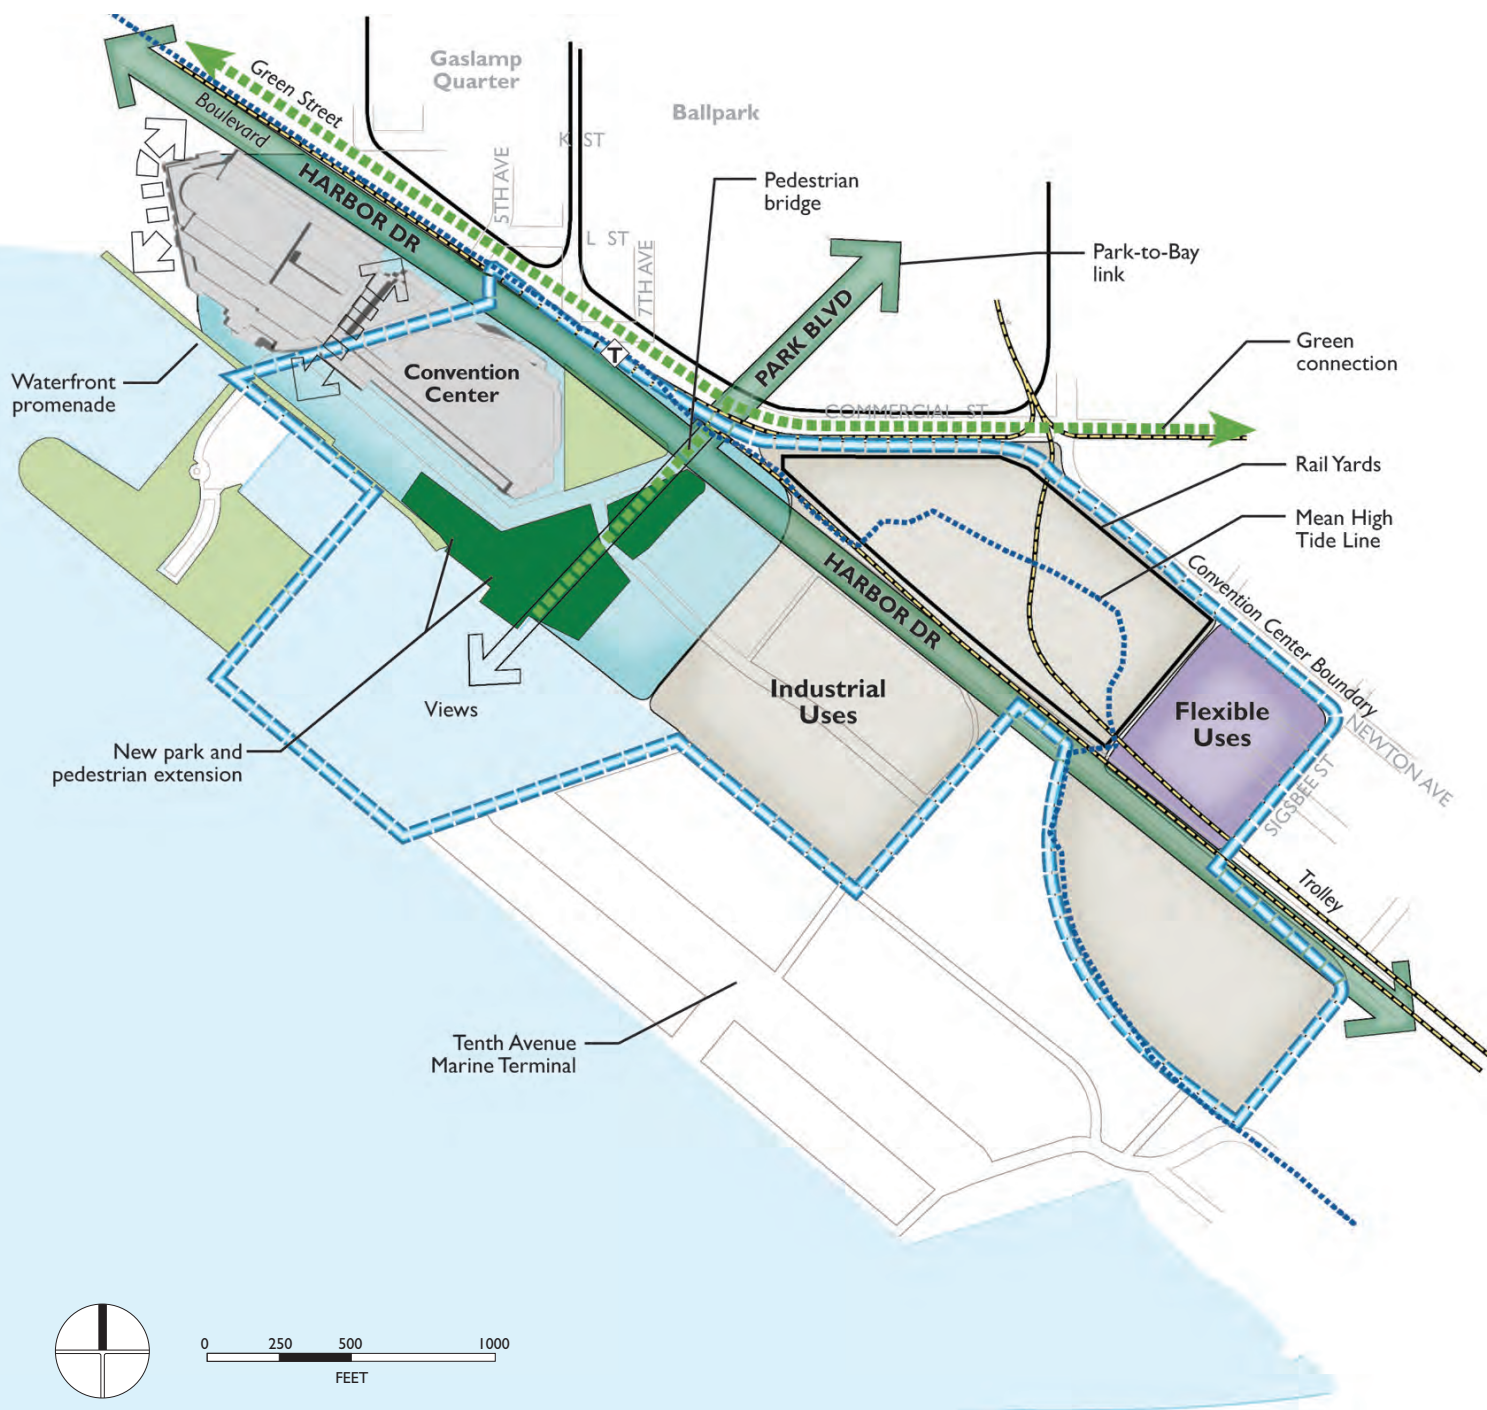 Gaslamp
Quarter
Green Street
Boulevard
Ballpark
K ST
5TH AVE
HARBOR DR
Pedestrian
bridge
L ST
7TH AVE
Park-to-Bay
link
PARK BLVD
T
Green
connection
Waterfront
promenade
Convention
Center
COMMERCIAL ST
Rail Yards
Mean High
Tide Line
HARBOR DR
Convention Center Boundary
Industrial
Uses
Flexible
Uses
Views
NEWTON AVE
New park and
pedestrian extension
SIGSBEE ST
Trolley
Tenth Avenue
Marine Terminal
0 250 500 1000
FEET